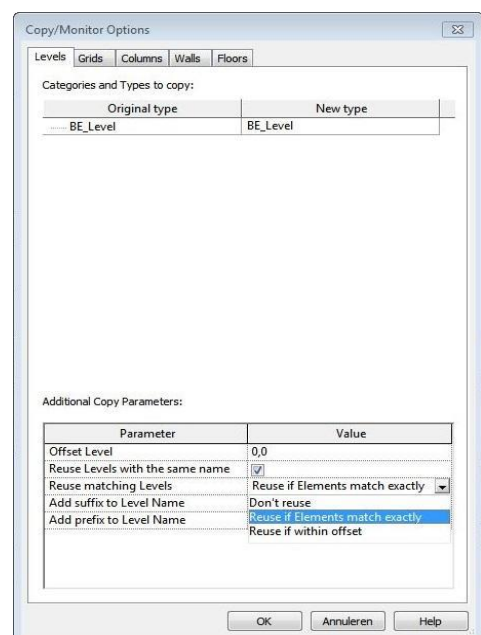 Copy/Monitor Options
Levels Grids Columns Walls Floors
Categories and Types to copy:
Original type New type
BE_Level BE_Level
Additional Copy Parameters:
Parameter Value
Offset Level 0,0
Reuse Levels with the same name
Reuse matching Levels Reuse if Elements match exactly
Add suffix to Level Name Don't reuse
Add prefix to Level Name Reuse if Elements match exactly
Reuse if within offset
OK Annuleren Help